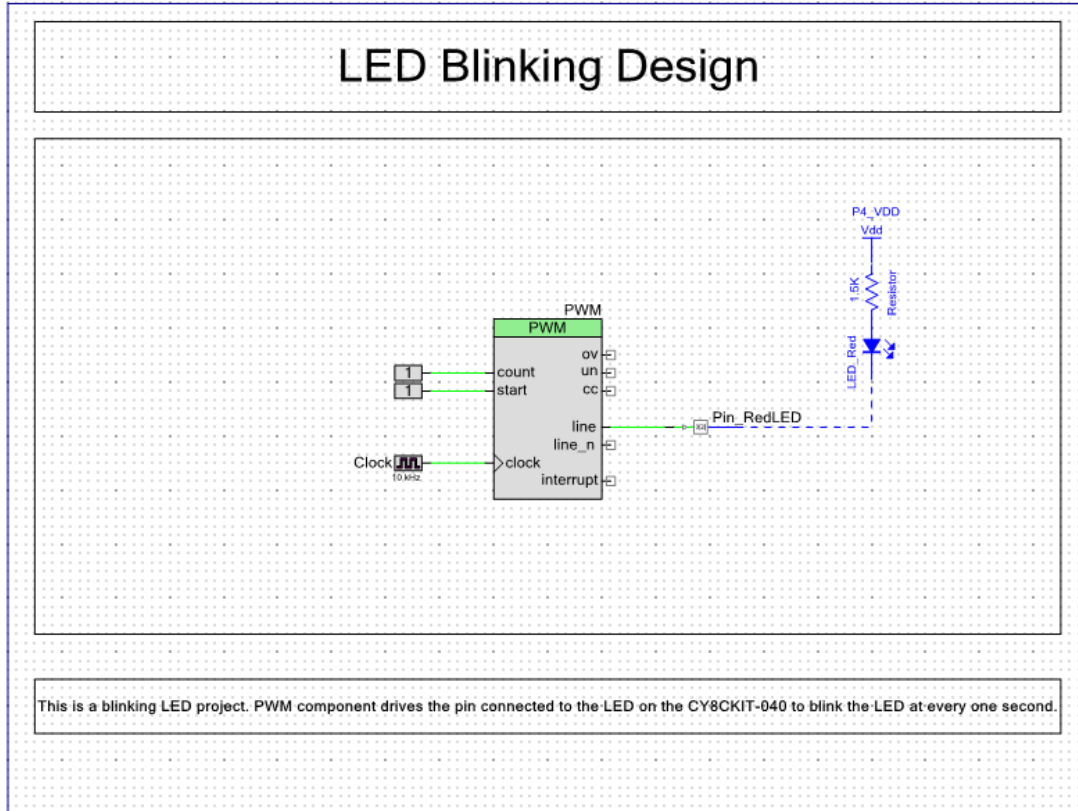 LED Blinking Design
P4_VDD
Vdd
1.5K
Resistor
LED_Red
PWM
PWM
ov
1
count
un
1
start
cc
line
Pin_RedLED
line_n
Clock
clock
10 kHz
interrupt
This is a blinking LED project. PWM component drives the pin connected to the LED on the CY8CKIT-040 to blink the LED at every one second.